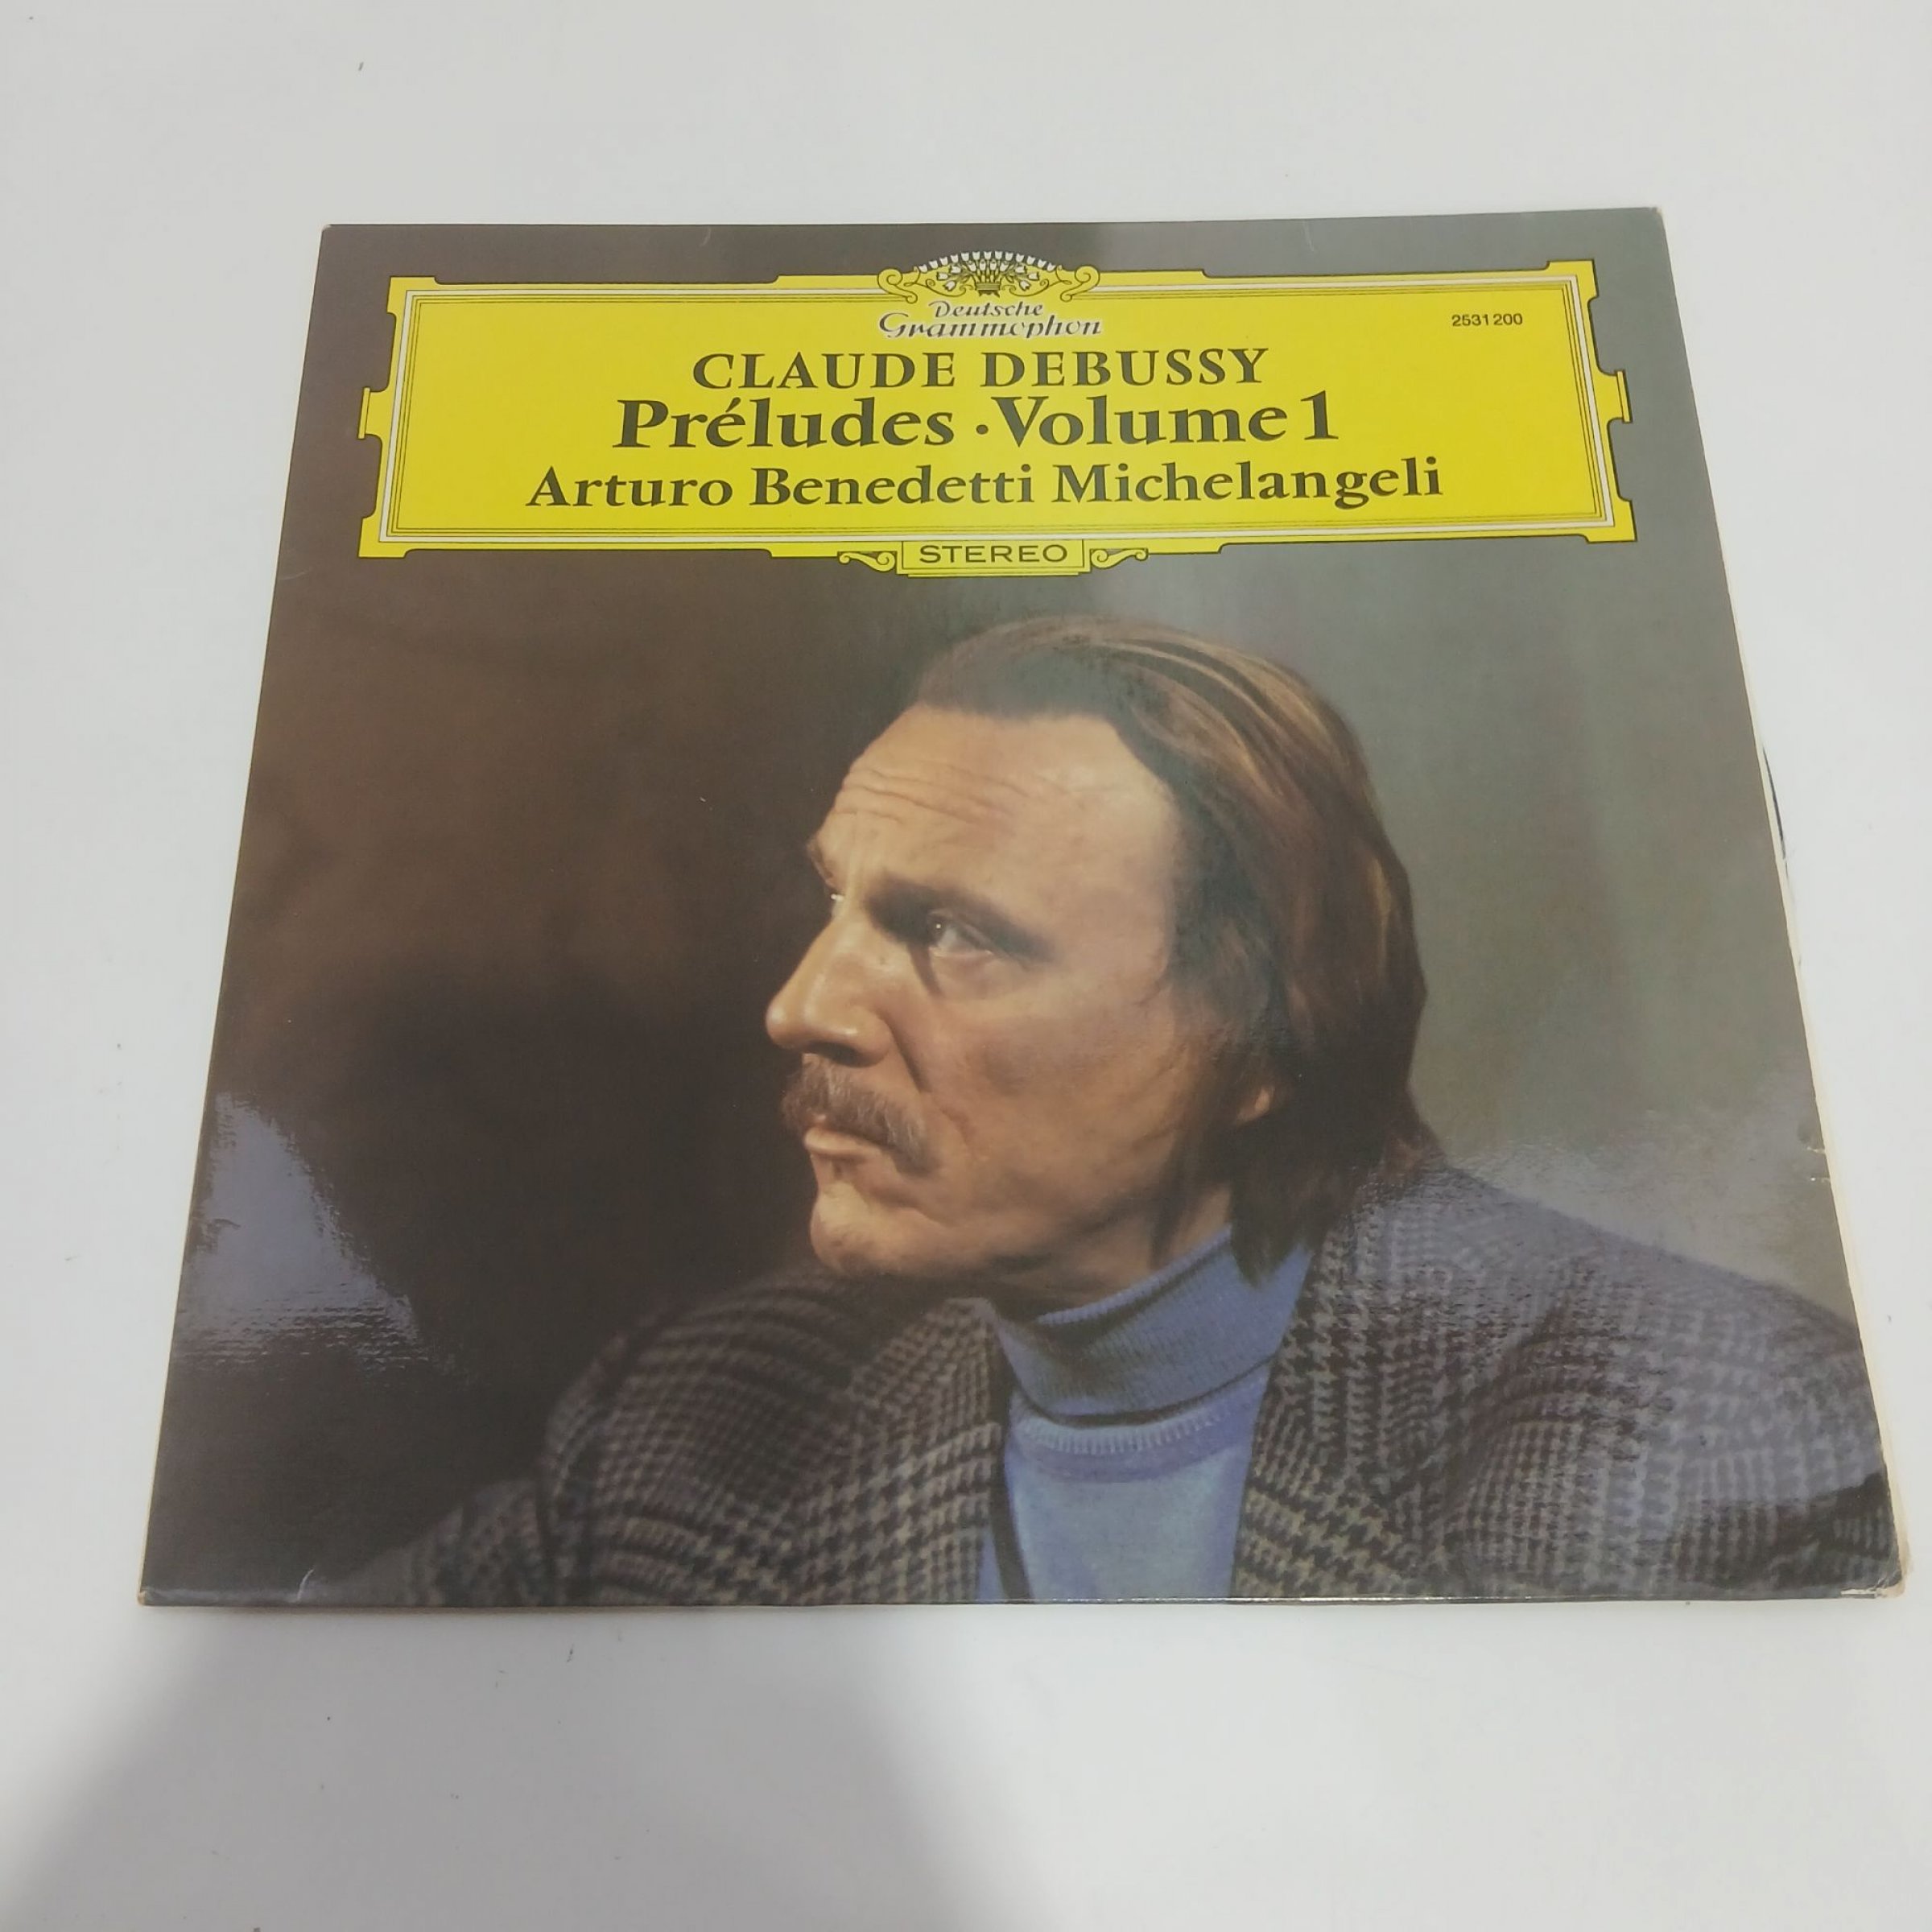 Deutsche
Grammophon
2531 200
CLAUDE DEBUSSY
Préludes · Volume 1
Arturo Benedetti Michelangeli
STEREO